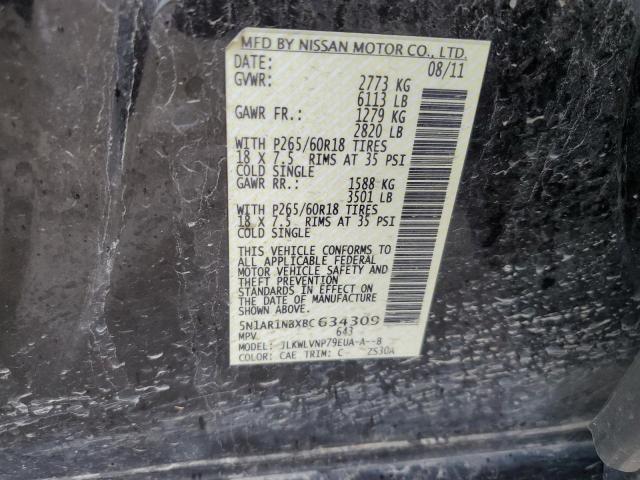 MFD BY NISSAN MOTOR CO., LTD.
DATE: 08/11
GVWR: 2773 KG
6113 LB
GAWR FR.: 1279 KG
2820 LB
WITH P265/60R18 TIRES
18 X 7.5 RIMS AT 35 PSI
COLD SINGLE
GAWR RR.: 1588 KG
3501 LB
WITH P265/60R18 TIRES
18 X 7.5 RIMS AT 35 PSI
COLD SINGLE
THIS VEHICLE CONFORMS TO
ALL APPLICABLE FEDERAL
MOTOR VEHICLE SAFETY AND
THEFT PREVENTION
STANDARDS IN EFFECT ON
THE DATE OF MANUFACTURE
SHOWN ABOVE.
5N1AR1NBXBC634309
MPV 643
MODEL: JLKWLVNP79EUA-A--B
COLOR: CAE TRIM: C ZS30A